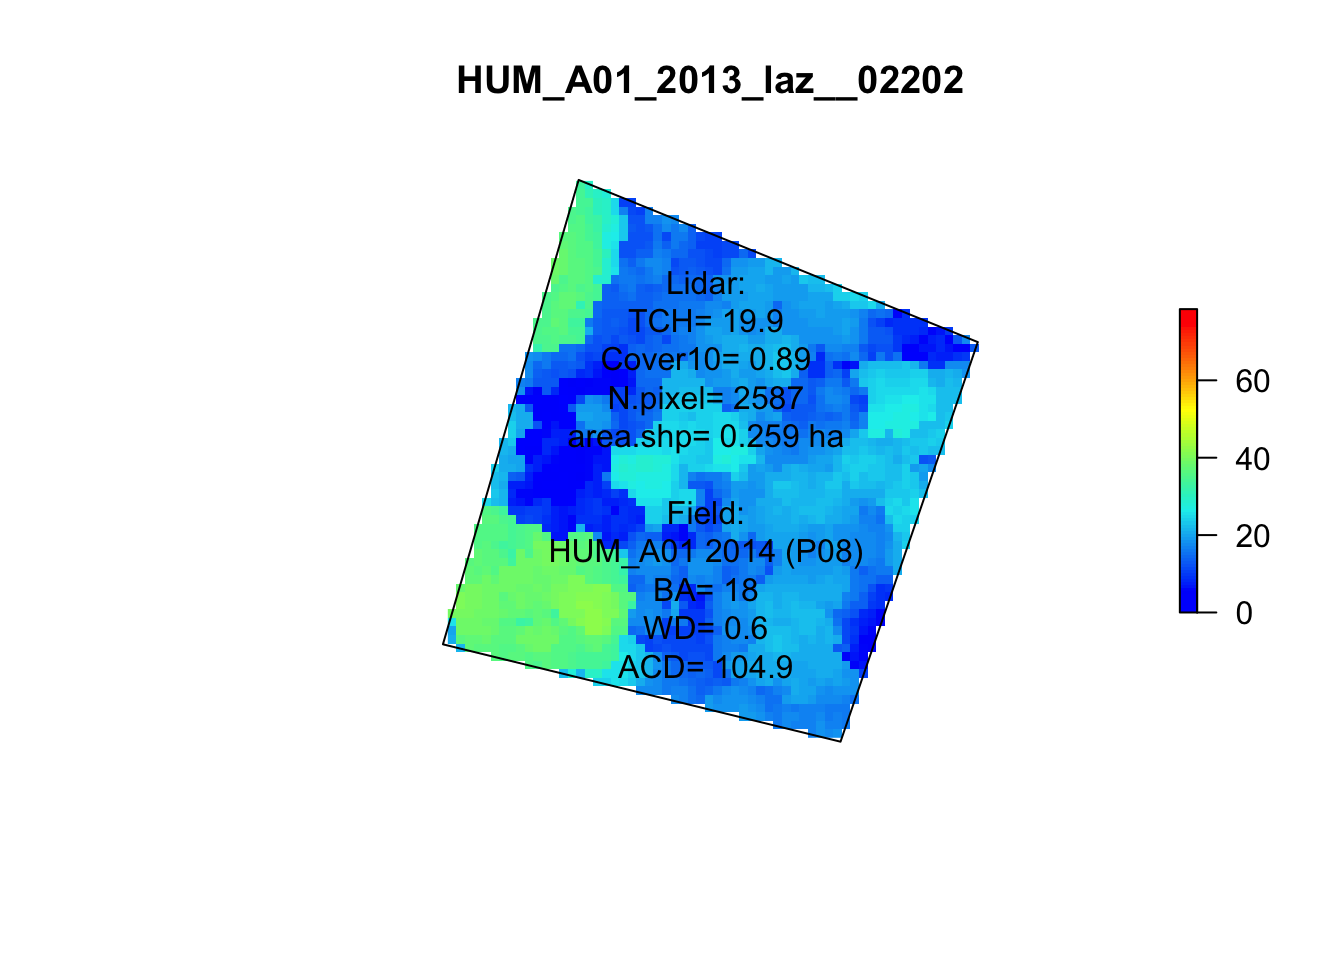 HUM_A01_2013_laz__02202
Lidar:
TCH= 19.9
Cover10= 0.89
N.pixel= 2587
area.shp= 0.259 ha
Field:
HUM_A01 2014 (P08)
BA= 18
WD= 0.6
ACD= 104.9
60
40
20
0